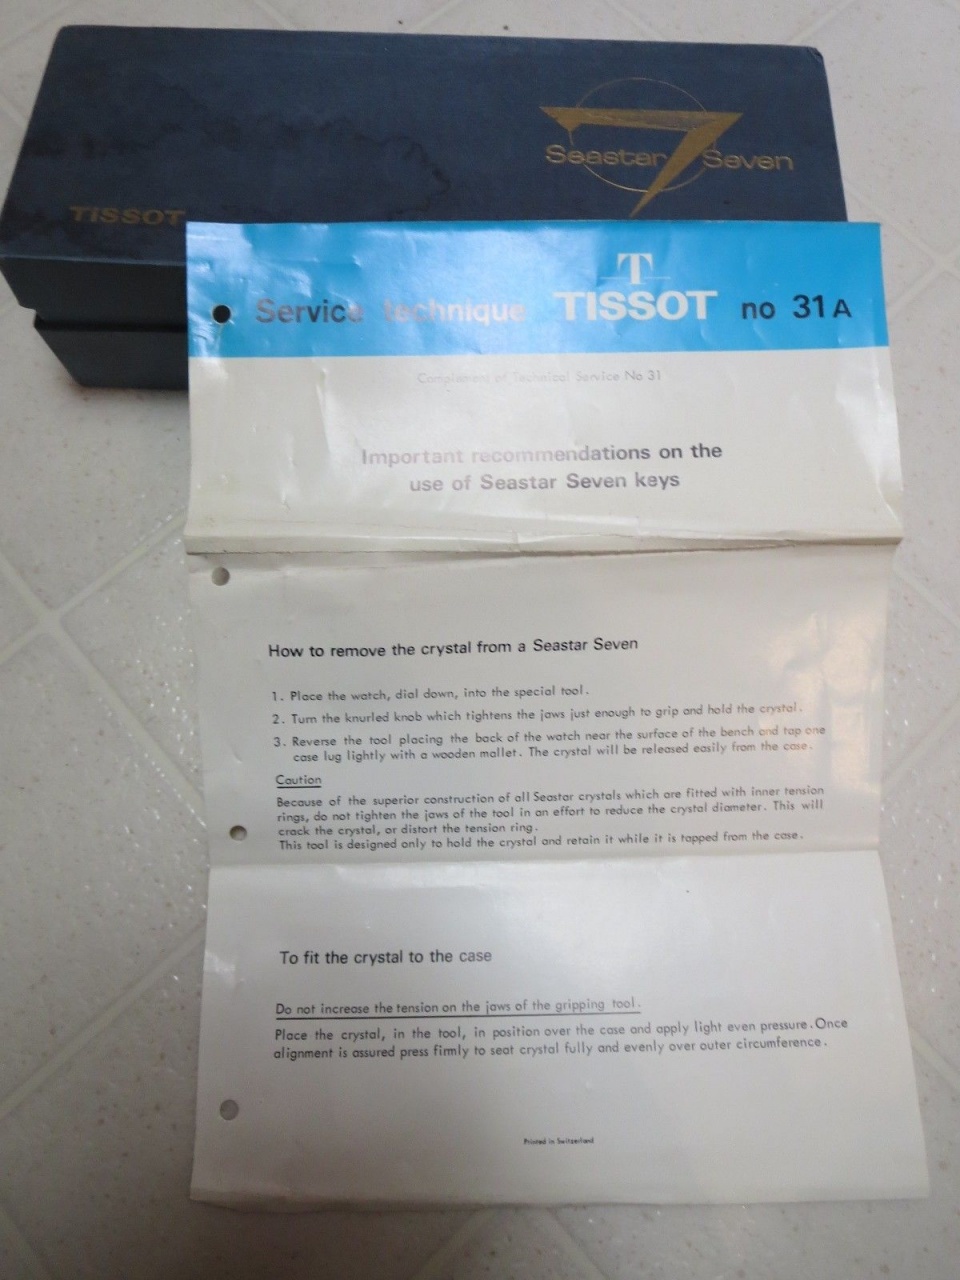 Seastar 7 Seven
TISSOT
T
Service technique TISSOT no 31 A
Complement of Technical Service No 31
Important recommendations on the
use of Seastar Seven keys
How to remove the crystal from a Seastar Seven
1. Place the watch, dial down, into the special tool.
2. Turn the knurled knob which tightens the jaws just enough to grip and hold the crystal.
3. Reverse the tool placing the back of the watch near the surface of the bench and tap one
case lug lightly with a wooden mallet. The crystal will be released easily from the case.
Caution
Because of the superior construction of all Seastar crystals which are fitted with inner tension
rings, do not tighten the jaws of the tool in an effort to reduce the crystal diameter. This will
crack the crystal, or distort the tension ring.
This tool is designed only to hold the crystal and retain it while it is tapped from the case.
To fit the crystal to the case
Do not increase the tension on the jaws of the gripping tool.
Place the crystal, in the tool, in position over the case and apply light even pressure. Once
alignment is assured press firmly to seat crystal fully and evenly over outer circumference.
Printed in Switzerland